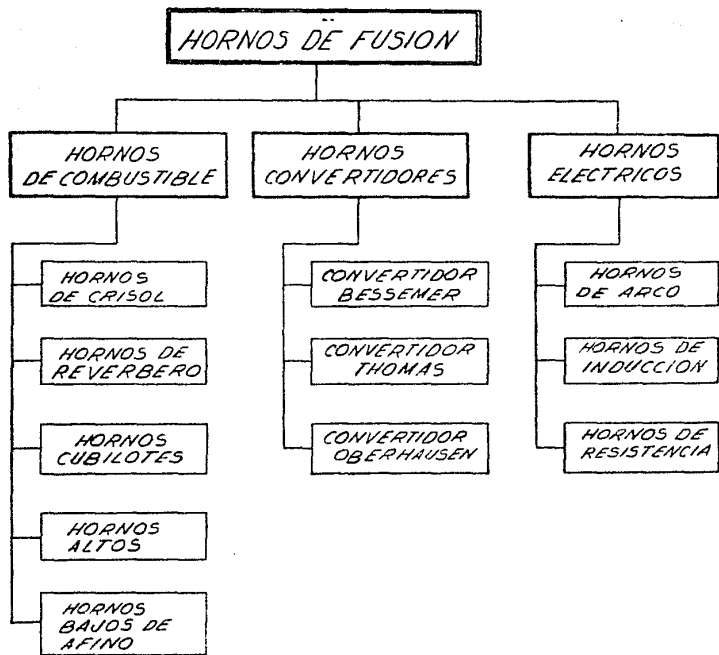 HORNOS DE FUSION
HORNOS
DE COMBUSTIBLE
HORNOS
CONVERTIDORES
HORNOS
ELECTRICOS
HORNOS
DE CRISOL
HORNOS DE
REVERBERO
HORNOS
CUBILOTES
HORNOS
ALTOS
HORNOS
BAJOS DE
AFINO
CONVERTIDOR
BESSEMER
CONVERTIDOR
THOMAS
CONVERTIDOR
OBERHAUSEN
HORNOS
DE ARCO
HORNOS DE
INDUCCION
HORNOS DE
RESISTENCIA